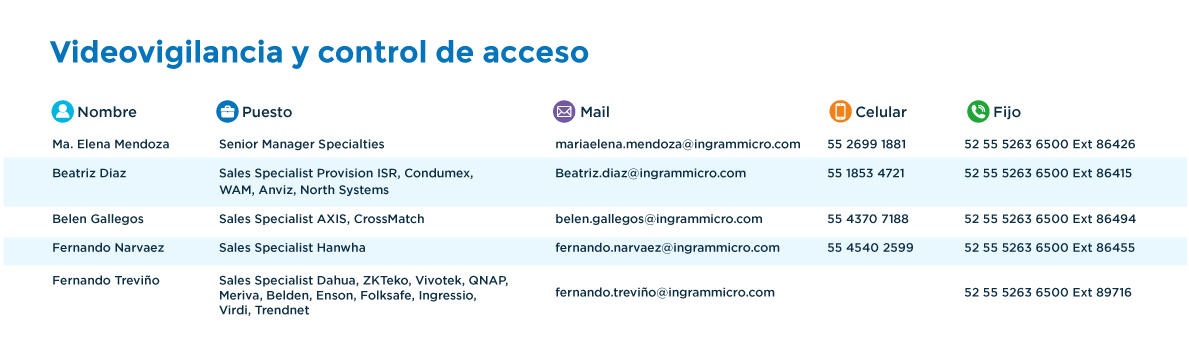 Videovigilancia y control de acceso
Nombre Puesto Mail Celular Fijo
Ma. Elena Mendoza Senior Manager Specialties mariaelena.mendoza@ingrammicro.com 55 2699 1881 52 55 5263 6500 Ext 86426
Beatriz Diaz Sales Specialist Provision ISR, Condumex, Beatriz.diaz@ingrammicro.com 55 1853 4721 52 55 5263 6500 Ext 86415
WAM, Anviz, North Systems
Belen Gallegos Sales Specialist AXIS, CrossMatch belen.gallegos@ingrammicro.com 55 4370 7188 52 55 5263 6500 Ext 86494
Fernando Narvaez Sales Specialist Hanwha fernando.narvaez@ingrammicro.com 55 4540 2599 52 55 5263 6500 Ext 86455
Fernando Treviño Sales Specialist Dahua, ZKTeko, Vivotek, QNAP,
Meriva, Belden, Enson, Folksafe, Ingressio, fernando.treviño@ingrammicro.com 52 55 5263 6500 Ext 89716
Virdi, Trendnet